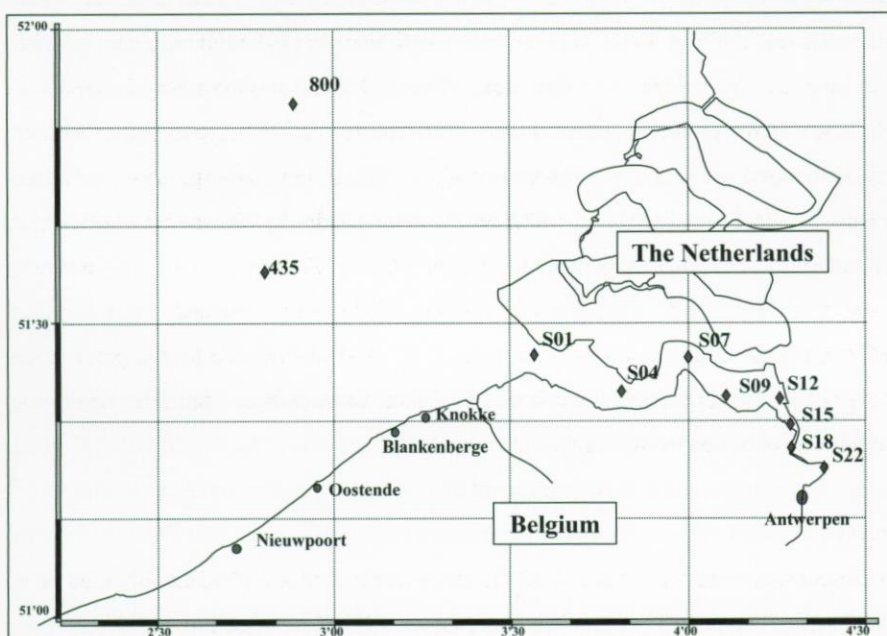 52'00
800
435
The Netherlands
51'30
S01
S07
S04
S12
S09
S15
Knokke
S18
Blankenberge
S22
Oostende
Antwerpen
Belgium
Nieuwpoort
51'00
2'30
3'00
3'30
4'00
4'30